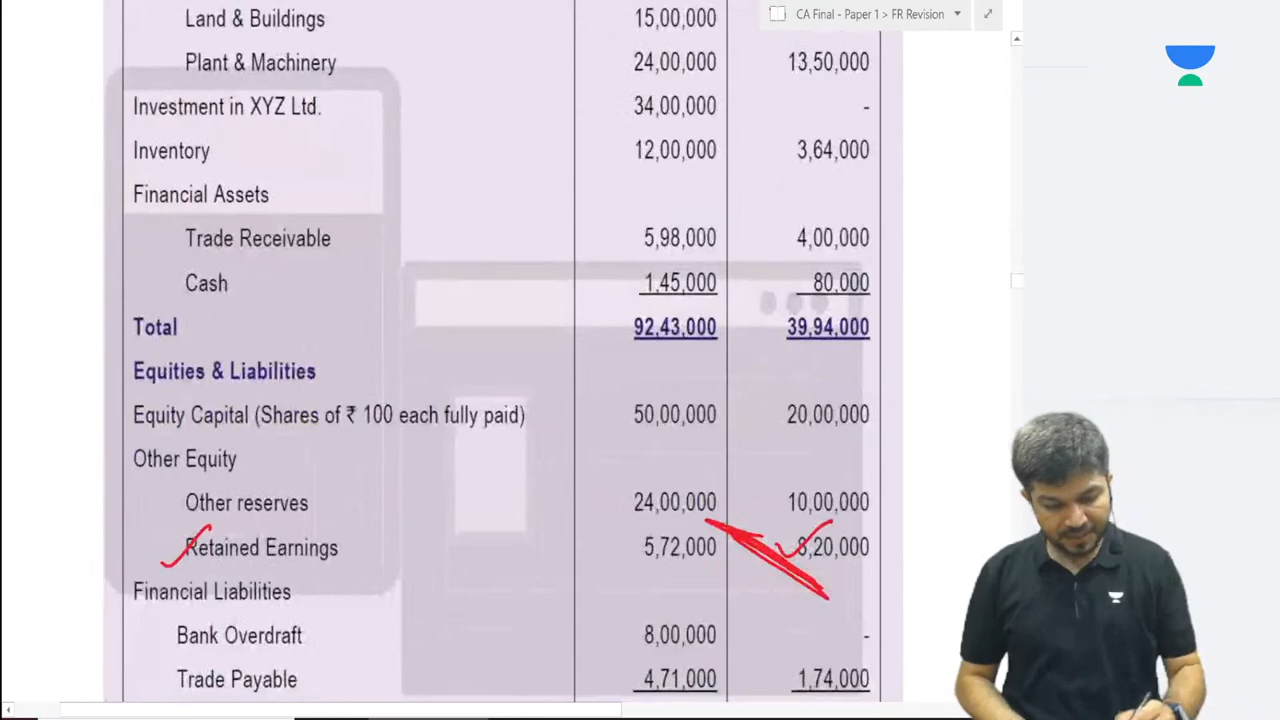 CA Final - Paper 1 > FR Revision
Land & Buildings 15,00,000
Plant & Machinery 24,00,000 13,50,000
Investment in XYZ Ltd. 34,00,000 -
Inventory 12,00,000 3,64,000
Financial Assets
Trade Receivable 5,98,000 4,00,000
Cash 1,45,000 80,000
Total 92,43,000 39,94,000
Equities & Liabilities
Equity Capital (Shares of ₹ 100 each fully paid) 50,00,000 20,00,000
Other Equity
Other reserves 24,00,000 10,00,000
Retained Earnings 5,72,000 8,20,000
Financial Liabilities
Bank Overdraft 8,00,000 -
Trade Payable 4,71,000 1,74,000